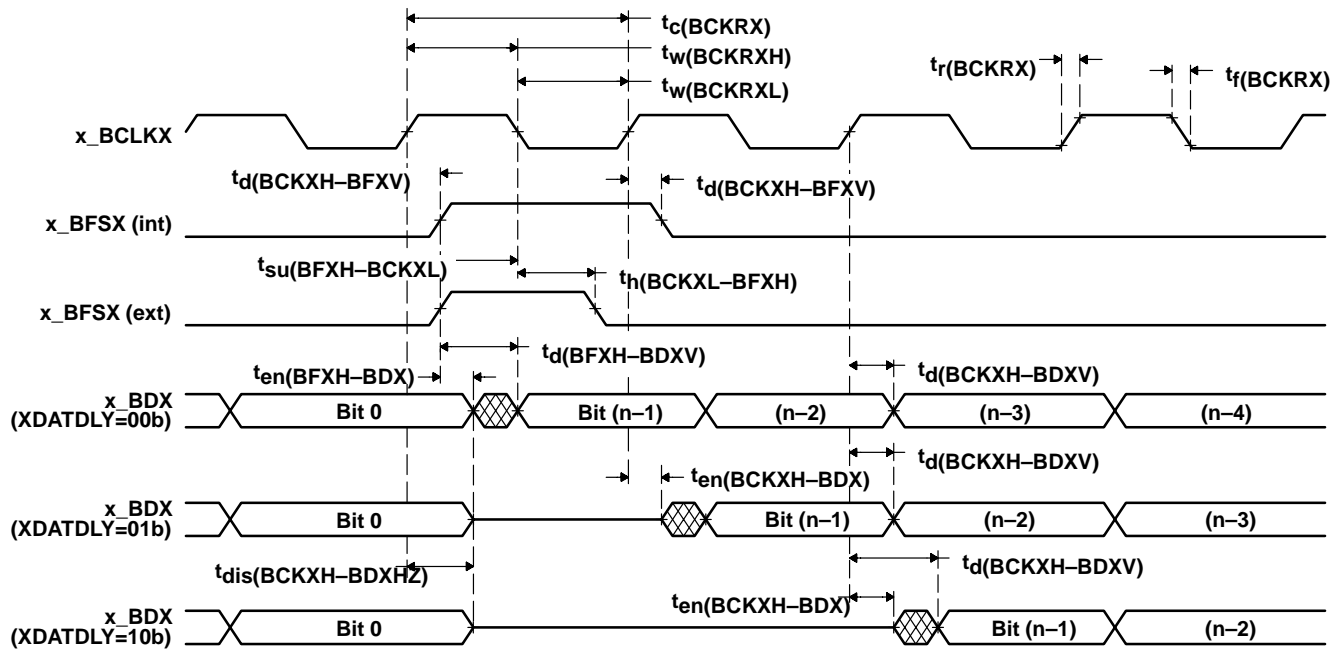 tc(BCKRX)
tw(BCKRXH)
tw(BCKRXL)
tr(BCKRX)
tf(BCKRX)
x_BCLKX
td(BCKXH–BFXV)
td(BCKXH–BFXV)
x_BFSX (int)
tsu(BFXH–BCKXL)
th(BCKXL–BFXH)
x_BFSX (ext)
td(BFXH–BDXV)
ten(BFXH–BDX)
td(BCKXH–BDXV)
x_BDX
(XDATDLY=00b)
Bit 0
Bit (n–1)
(n–2)
(n–3)
(n–4)
td(BCKXH–BDXV)
ten(BCKXH–BDX)
x_BDX
(XDATDLY=01b)
Bit 0
Bit (n–1)
(n–2)
(n–3)
tdis(BCKXH–BDXHZ)
td(BCKXH–BDXV)
ten(BCKXH–BDX)
x_BDX
(XDATDLY=10b)
Bit 0
Bit (n–1)
(n–2)